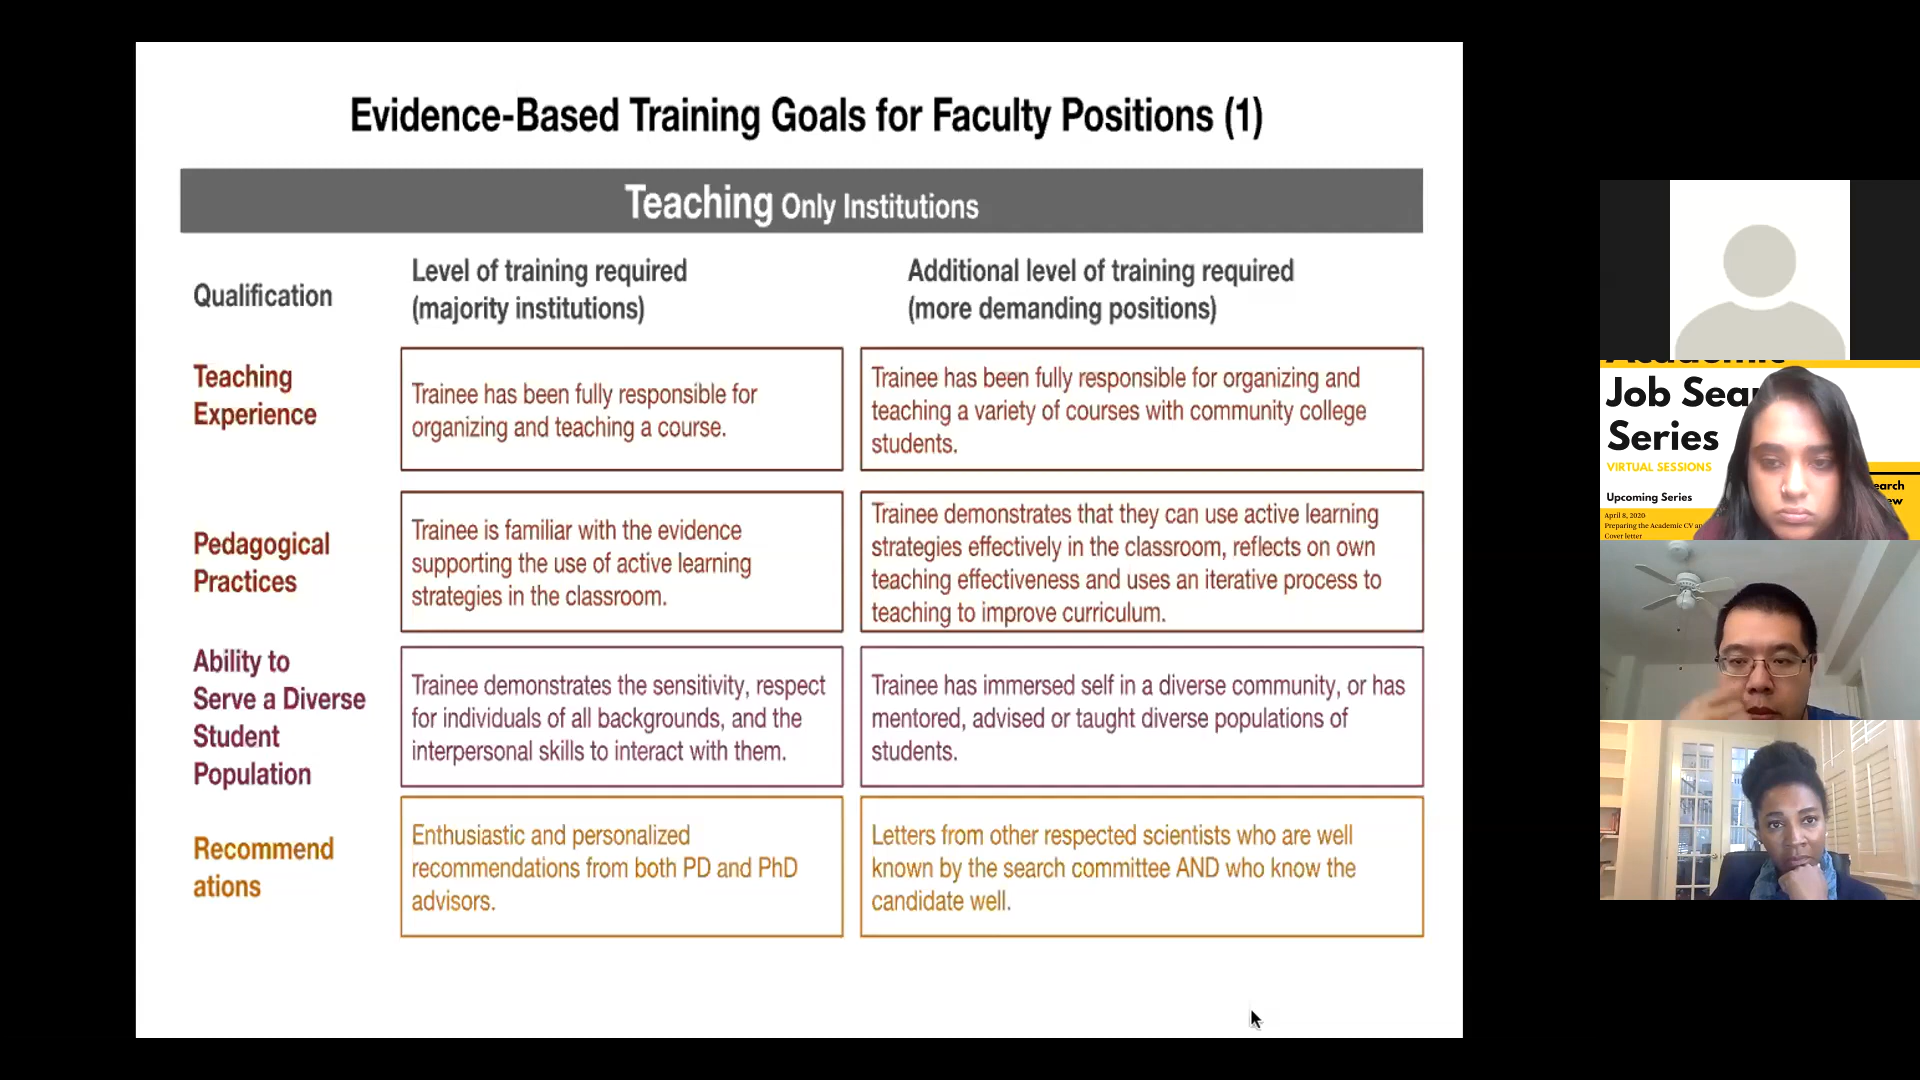 Evidence-Based Training Goals for Faculty Positions (1)
Teaching Only Institutions
Qualification
Level of training required
(majority institutions)
Additional level of training required
(more demanding positions)
Teaching
Experience
Trainee has been fully responsible for
organizing and teaching a course.
Trainee has been fully responsible for organizing and
teaching a variety of courses with community college
students.
Pedagogical
Practices
Trainee is familiar with the evidence
supporting the use of active learning
strategies in the classroom.
Trainee demonstrates that they can use active learning
strategies effectively in the classroom, reflects on own
teaching effectiveness and uses an iterative process to
teaching to improve curriculum.
Ability to
Serve a Diverse
Student
Population
Trainee demonstrates the sensitivity, respect
for individuals of all backgrounds, and the
interpersonal skills to interact with them.
Trainee has immersed self in a diverse community, or has
mentored, advised or taught diverse populations of
students.
Recommend
ations
Enthusiastic and personalized
recommendations from both PD and PhD
advisors.
Letters from other respected scientists who are well
known by the search committee AND who know the
candidate well.
Job
Series
VIRTUAL SESSIONS
Upcoming Series
April 8, 2020
Preparing the Academic CV
Cover letter